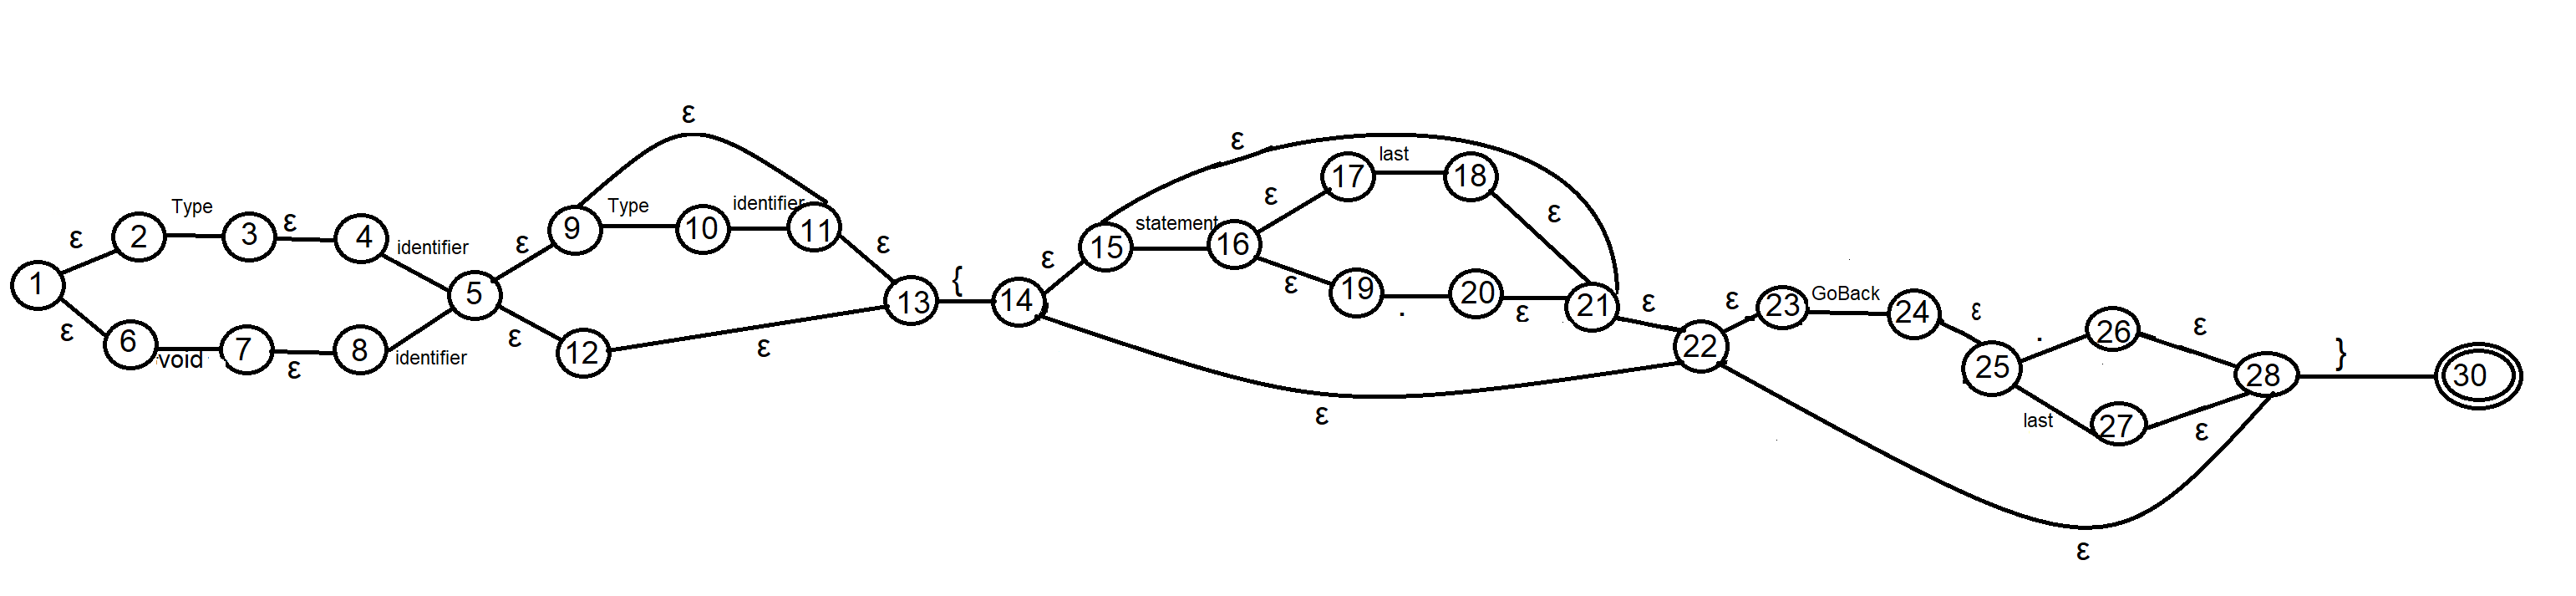 ε
1
ε
2
Type
3
ε
4
identifier
6
void
7
ε
8
identifier
5
ε
ε
ε
9
Type
10
identifier
11
ε
12
ε
13
{
14
ε
ε
15
statement
16
ε
17
last
18
ε
ε
19
.
20
ε
21
ε
ε
22
ε
23
GoBack
24
ε
25
.
26
ε
last
27
ε
28
ε
}
30